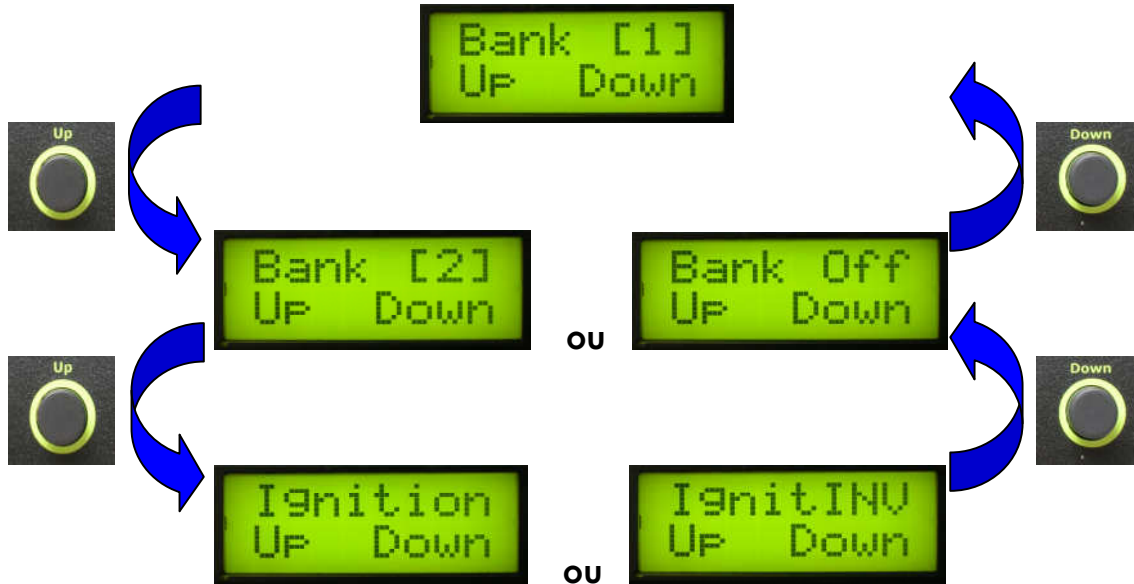 Bank [1]
Up Down
Up
Down
Bank [2]
Up Down
ou
Bank Off
Up Down
Up
Down
Ignition
Up Down
ou
IgnitINV
Up Down